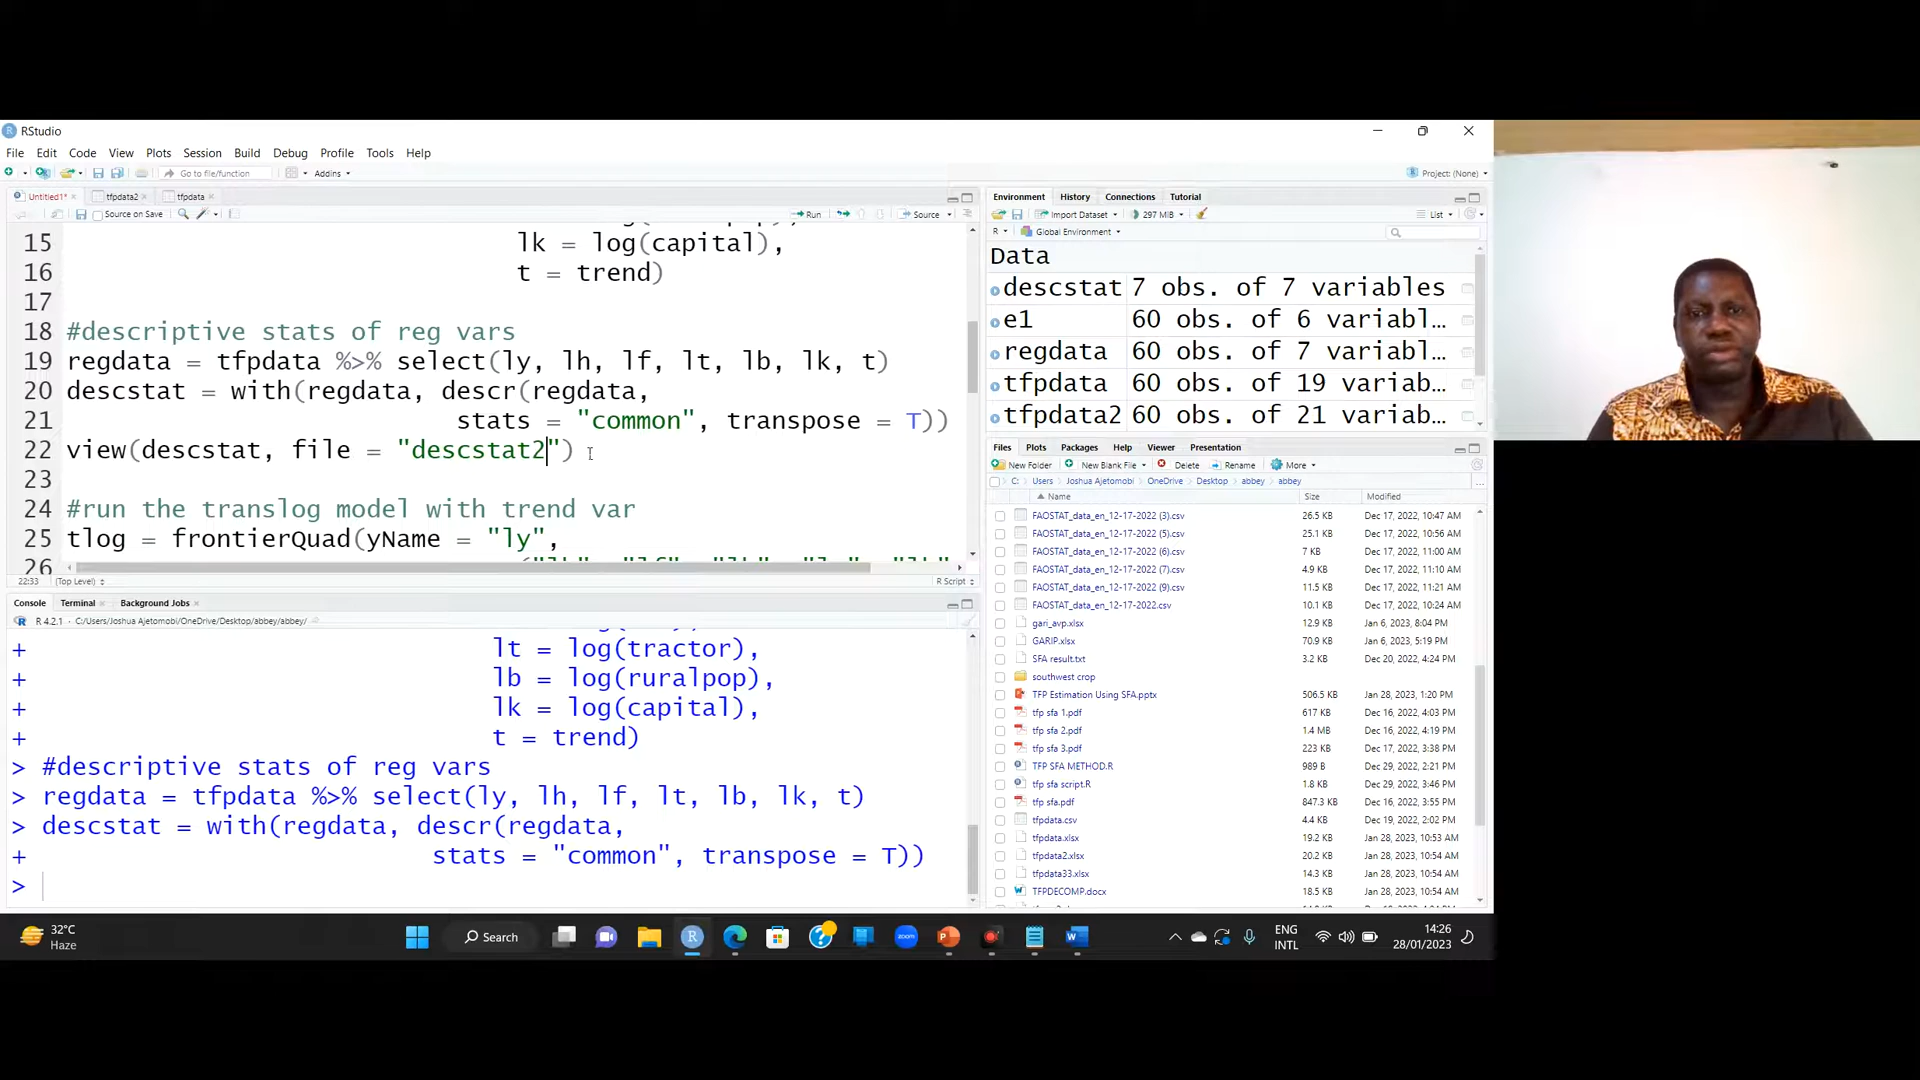 RStudio
File Edit Code View Plots Session Build Debug Profile Tools Help
Go to file/function Addins Project: (None)
Untitled1* tfpdata2 tfpdata
Source on Save Run Source
15 lk = log(capital),
16 t = trend)
17
18 #descriptive stats of reg vars
19 regdata = tfpdata %>% select(ly, lh, lf, lt, lb, lk, t)
20 descstat = with(regdata, descr(regdata,
21 stats = "common", transpose = T))
22 view(descstat, file = "descstat2")
23
24 #run the translog model with trend var
25 tlog = frontierQuad(yName = "ly",
26
22:33 (Top Level) R Script
Console Terminal Background Jobs
R 4.2.1 · C:/Users/Joshua Ajetomobi/OneDrive/Desktop/abbey/abbey/
+ lt = log(tractor),
+ lb = log(ruralpop),
+ lk = log(capital),
+ t = trend)
> #descriptive stats of reg vars
> regdata = tfpdata %>% select(ly, lh, lf, lt, lb, lk, t)
> descstat = with(regdata, descr(regdata,
+ stats = "common", transpose = T))
>
Environment History Connections Tutorial
Import Dataset 297 MiB List
R Global Environment
Data
descstat 7 obs. of 7 variables
e1 60 obs. of 6 variabl…
regdata 60 obs. of 7 variabl…
tfpdata 60 obs. of 19 variab…
tfpdata2 60 obs. of 21 variab…
Files Plots Packages Help Viewer Presentation
New Folder New Blank File Delete Rename More
C: Users Joshua Ajetomobi OneDrive Desktop abbey abbey
Name Size Modified
FAOSTAT_data_en_12-17-2022 (3).csv 26.5 KB Dec 17, 2022, 10:47 AM
FAOSTAT_data_en_12-17-2022 (5).csv 25.1 KB Dec 17, 2022, 10:56 AM
FAOSTAT_data_en_12-17-2022 (6).csv 7 KB Dec 17, 2022, 11:00 AM
FAOSTAT_data_en_12-17-2022 (7).csv 4.9 KB Dec 17, 2022, 11:10 AM
FAOSTAT_data_en_12-17-2022 (9).csv 11.5 KB Dec 17, 2022, 11:21 AM
FAOSTAT_data_en_12-17-2022.csv 10.1 KB Dec 17, 2022, 10:24 AM
gari_avp.xlsx 12.9 KB Jan 6, 2023, 8:04 PM
GARIP.xlsx 70.9 KB Jan 6, 2023, 5:19 PM
SFA result.txt 3.2 KB Dec 20, 2022, 4:24 PM
southwest crop
TFP Estimation Using SFA.pptx 506.5 KB Jan 28, 2023, 1:20 PM
tfp sfa 1.pdf 617 KB Dec 16, 2022, 4:03 PM
tfp sfa 2.pdf 1.4 MB Dec 16, 2022, 4:19 PM
tfp sfa 3.pdf 223 KB Dec 17, 2022, 3:38 PM
TFP SFA METHOD.R 989 B Dec 29, 2022, 2:21 PM
tfp sfa script.R 1.8 KB Dec 29, 2022, 3:46 PM
tfp sfa.pdf 847.3 KB Dec 16, 2022, 3:55 PM
tfpdata.csv 4.4 KB Dec 19, 2022, 2:02 PM
tfpdata.xlsx 19.2 KB Jan 28, 2023, 10:53 AM
tfpdata2.xlsx 20.2 KB Jan 28, 2023, 10:54 AM
tfpdata33.xlsx 14.3 KB Jan 28, 2023, 10:54 AM
TFPDECOMP.docx 18.5 KB Jan 28, 2023, 10:54 AM
32°C
Haze
Search
zoom
ENG
INTL
14:26
28/01/2023